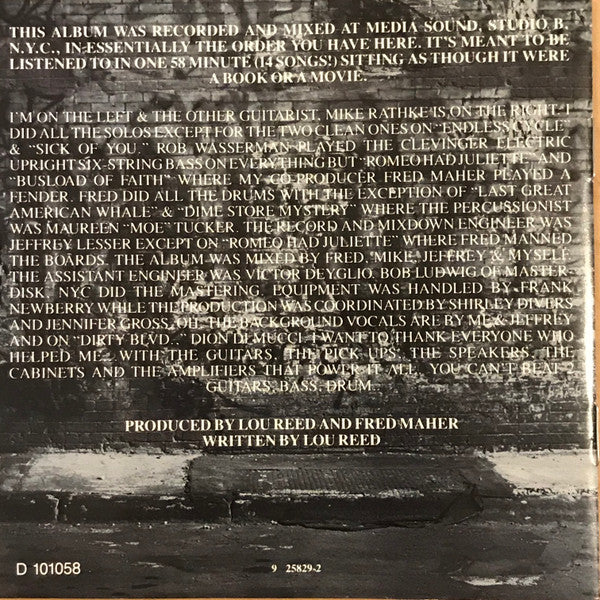 THIS ALBUM WAS RECORDED AND MIXED AT MEDIA SOUND, STUDIO B,
N.Y.C., IN ESSENTIALLY THE ORDER YOU HAVE HERE. IT'S MEANT TO BE
LISTENED TO IN ONE 58 MINUTE (14 SONGS!) SITTING AS THOUGH IT WERE
A BOOK OR A MOVIE.
I'M ON THE LEFT & THE OTHER GUITARIST, MIKE RATHKE IS ON THE RIGHT. I
DID ALL THE SOLOS EXCEPT FOR THE TWO CLEAN ONES ON "ENDLESS CYCLE"
& "SICK OF YOU." ROB WASSERMAN PLAYED THE CLEVINGER ELECTRIC
UPRIGHT SIX-STRING BASS ON EVERYTHING BUT "ROMEO HAD JULIETTE" AND
"BUSLOAD OF FAITH" WHERE MY CO-PRODUCER FRED MAHER PLAYED A
FENDER. FRED DID ALL THE DRUMS WITH THE EXCEPTION OF "LAST GREAT
AMERICAN WHALE" & "DIME STORE MYSTERY" WHERE THE PERCUSSIONIST
WAS MAUREEN "MOE" TUCKER. THE RECORD AND MIXDOWN ENGINEER WAS
JEFFREY LESSER EXCEPT ON "ROMEO HAD JULIETTE" WHERE FRED MANNED
THE BOARDS. THE ALBUM WAS MIXED BY FRED, MIKE, JEFFREY & MYSELF.
THE ASSISTANT ENGINEER WAS VICTOR DEYGLIO. BOB LUDWIG OF MASTER-
DISK, NYC DID THE MASTERING. EQUIPMENT WAS HANDLED BY FRANK
NEWBERRY WHILE THE PRODUCTION WAS COORDINATED BY SHIRLEY DIVERS
AND JENNIFER GROSS. OH, THE BACKGROUND VOCALS ARE BY ME & JEFFREY
AND ON "DIRTY BLVD.," DION DI MUCCI. I WANT TO THANK EVERYONE WHO
HELPED ME WITH THE GUITARS, THE PICK UPS, THE SPEAKERS, THE
CABINETS AND THE AMPLIFIERS THAT POWER IT ALL. YOU CAN'T BEAT 2
GUITARS, BASS, DRUM.
PRODUCED BY LOU REED AND FRED MAHER
WRITTEN BY LOU REED
D 101058
9 25829-2